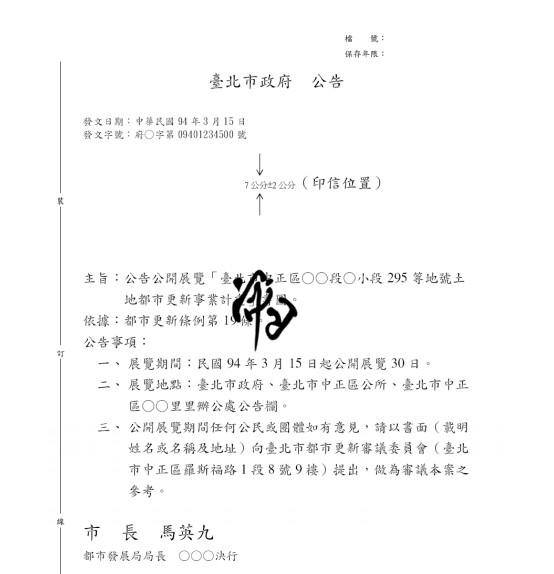 檔　　號：
保存年限：
臺北市政府　公告
發文日期：中華民國 94 年 3 月 15 日
發文字號：府○字第 09401234500 號
7 公分±2 公分（印信位置）
裝
主旨：公告公開展覽「臺北市中正區○○段○小段 295 等地號土
地都市更新事業計　　圖。
依據：都市更新條例第 19 條。
公告事項：
一、展覽期間：民國 94 年 3 月 15 日起公開展覽 30 日。
訂
二、展覽地點：臺北市政府、臺北市中正區公所、臺北市中正
區○○里里辦公處公告欄。
三、公開展覽期間任何公民或團體如有意見，請以書面（載明
姓名或名稱及地址）向臺北市都市更新審議委員會（臺北
市中正區羅斯福路 1 段 8 號 9 樓）提出，做為審議本案之
參考。
線
市　長　馬英九
都市發展局局長　○○○決行